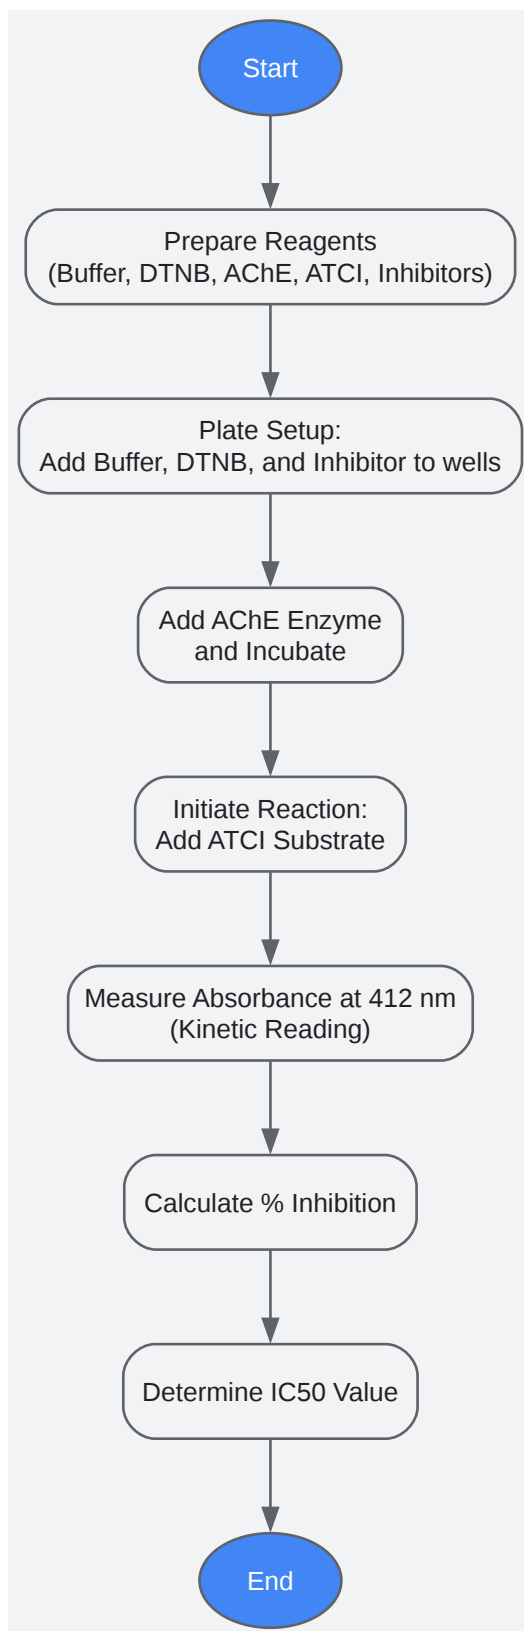 Start
Prepare Reagents
(Buffer, DTNB, AChE, ATCI, Inhibitors)
Plate Setup:
Add Buffer, DTNB, and Inhibitor to wells
Add AChE Enzyme
and Incubate
Initiate Reaction:
Add ATCI Substrate
Measure Absorbance at 412 nm
(Kinetic Reading)
Calculate % Inhibition
Determine IC50 Value
End